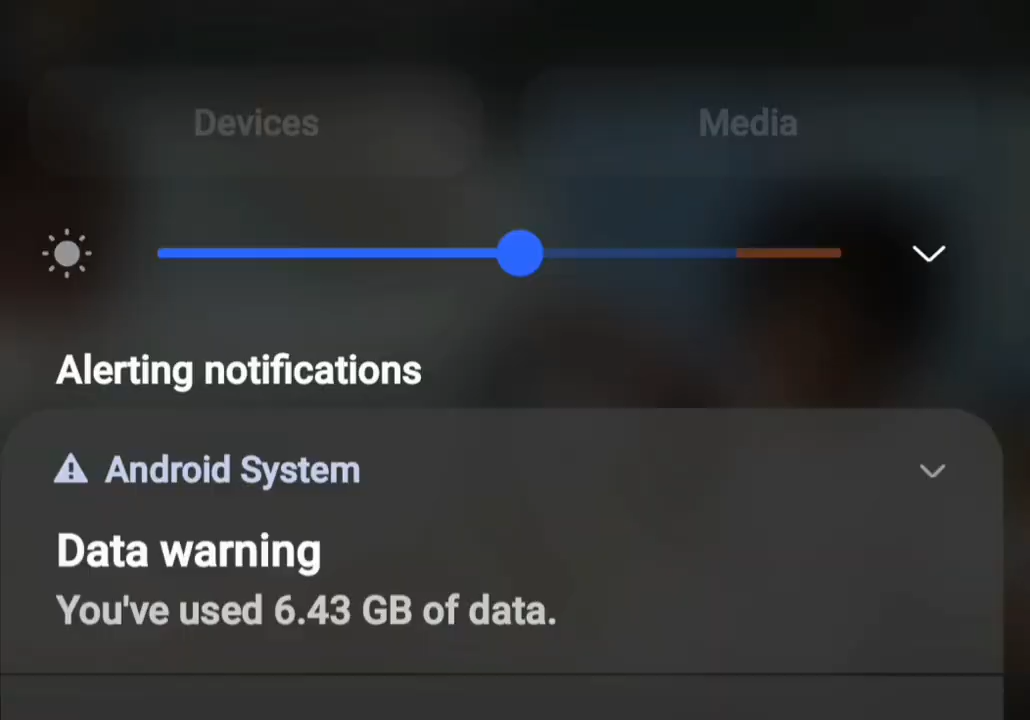 Devices
Media
Alerting notifications
Android System
Data warning
You've used 6.43 GB of data.